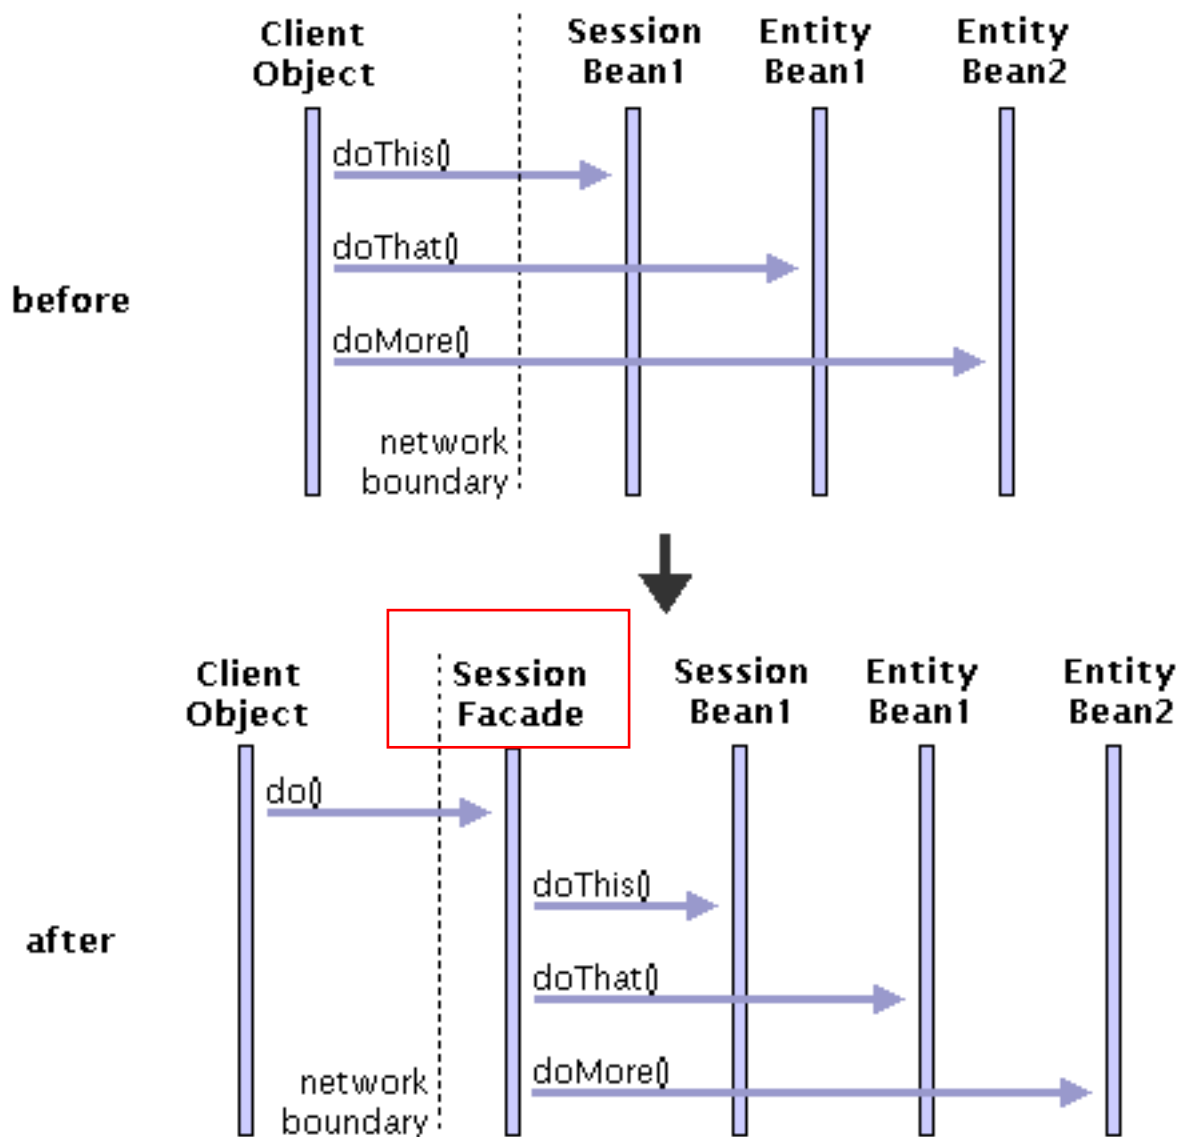 Client
Object
Session
Bean1
Entity
Bean1
Entity
Bean2
doThis()
doThat()
before
doMore()
network
boundary
Client
Object
Session
Facade
Session
Bean1
Entity
Bean1
Entity
Bean2
do()
doThis()
after
doThat()
doMore()
network
boundary